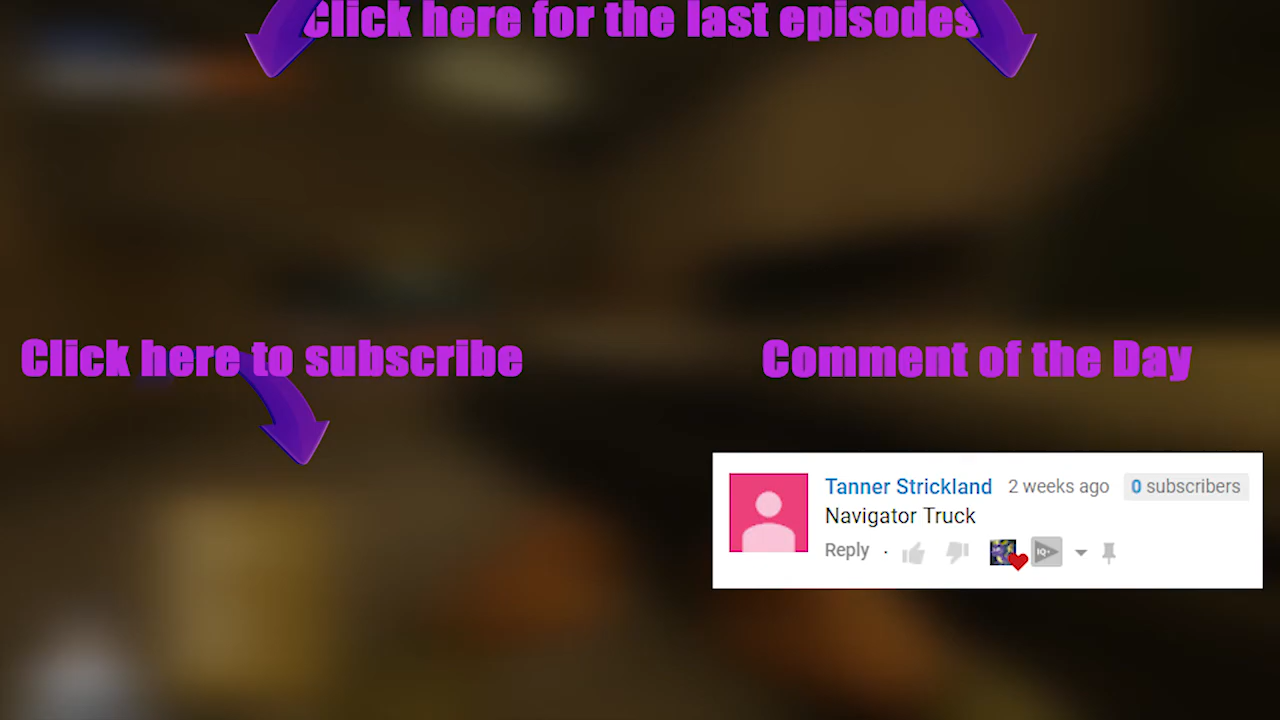 Click here for the last episodes
Click here to subscribe
Comment of the Day
Tanner Strickland 2 weeks ago 0 subscribers
Navigator Truck
Reply ·
IQ+